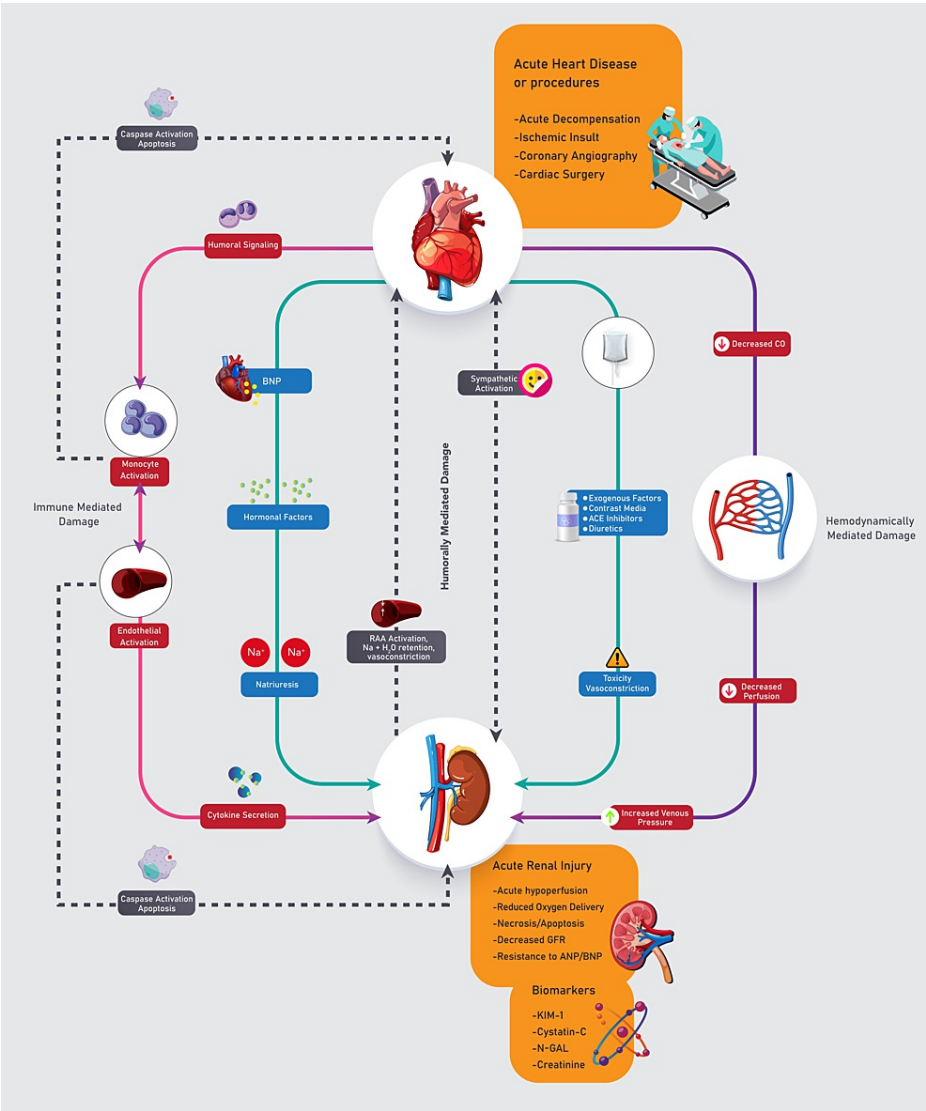 Acute Heart Disease
or procedures
-Acute Decompensation
-Ischemic Insult
-Coronary Angiography
-Cardiac Surgery
Caspase Activation
Apoptosis
Humoral Signaling
Decreased CO
BNP
Sympathetic
Activation
Monocyte
Activation
Immune Mediated
Damage
Hormonal Factors
Humorally Mediated Damage
Exogenous Factors
Contrast Media
ACE Inhibitors
Diuretics
Hemodynamically
Mediated Damage
Endothelial
Activation
RAA Activation,
Na + H₂O retention,
vasoconstriction
Na⁺
Na⁺
Natriuresis
Toxicity
Vasoconstriction
Decreased
Perfusion
Cytokine Secretion
Increased Venous
Pressure
Caspase Activation
Apoptosis
Acute Renal Injury
-Acute hypoperfusion
-Reduced Oxygen Delivery
-Necrosis/Apoptosis
-Decreased GFR
-Resistance to ANP/BNP
Biomarkers
-KIM-1
-Cystatin-C
-N-GAL
-Creatinine